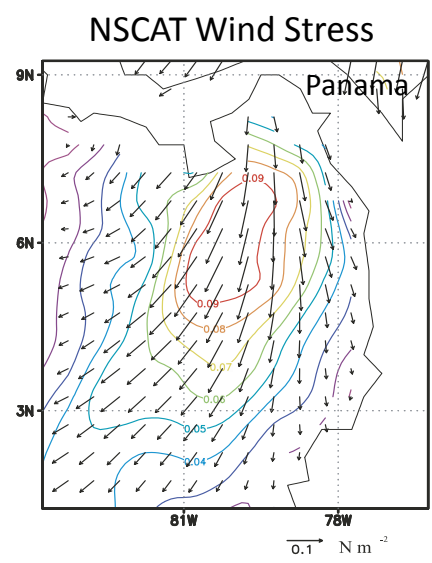 NSCAT Wind Stress
9N
Panama
0.09
6N
0.09
0.08
0.07
0.06
3N
0.05
0.04
81W 78W
0.1 N m -2